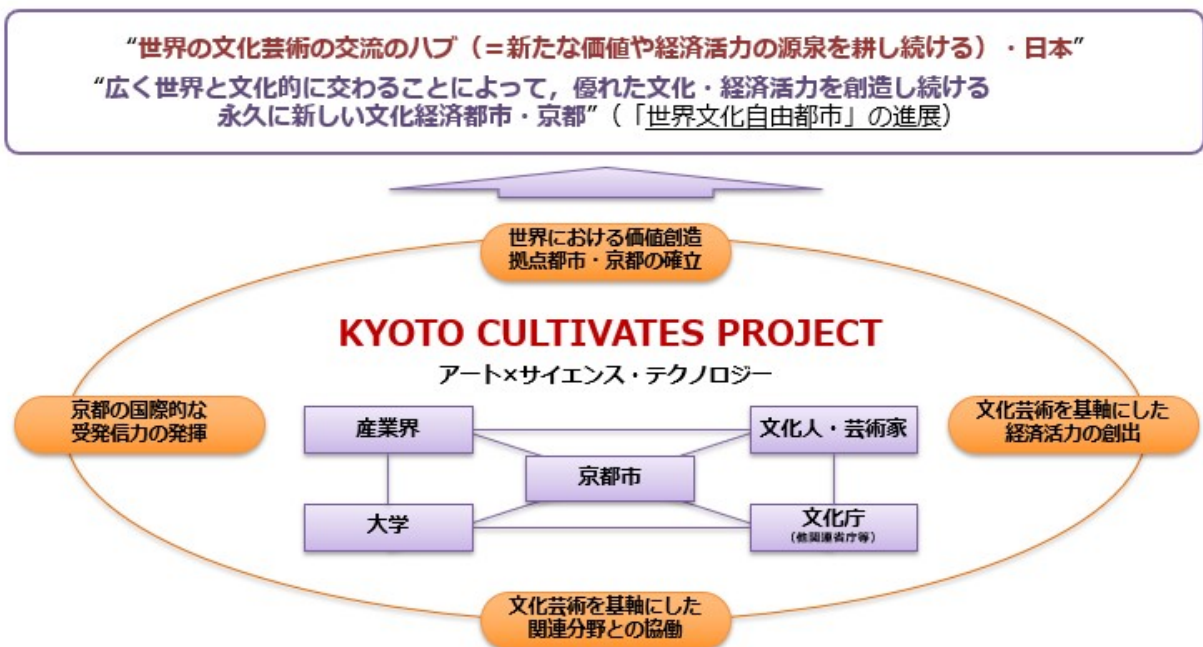 “世界の文化芸術の交流のハブ（＝新たな価値や経済活力の源泉を耕し続ける）・日本”
“広く世界と文化的に交わることによって，優れた文化・経済活力を創造し続ける
永久に新しい文化経済都市・京都”（「世界文化自由都市」の進展）
世界における価値創造
拠点都市・京都の確立
KYOTO CULTIVATES PROJECT
アート×サイエンス・テクノロジー
京都の国際的な
受発信力の発揮
産業界
文化人・芸術家
文化芸術を基軸にした
経済活力の創出
京都市
大学
文化庁
（他関連省庁等）
文化芸術を基軸にした
関連分野との協働